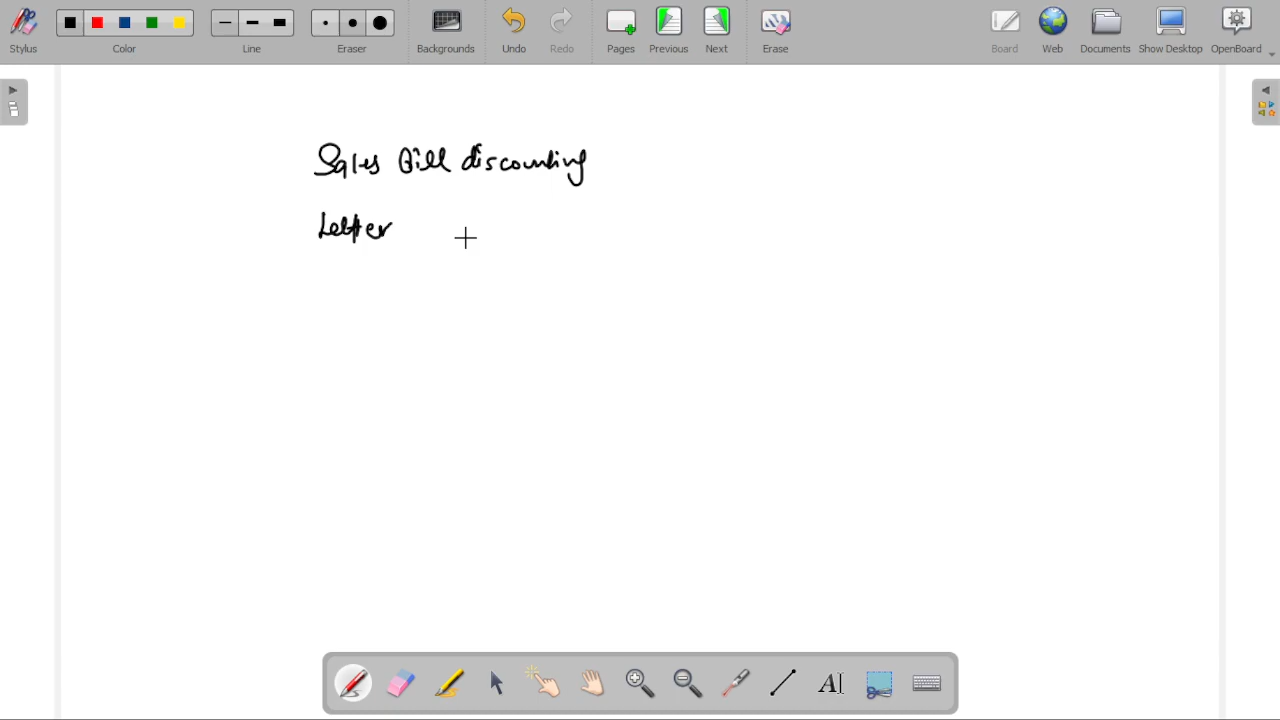 Stylus Color Line Eraser Backgrounds Undo Redo Pages Previous Next Erase Board Web Documents Show Desktop OpenBoard
Sales Bill discounting
Letter
AI